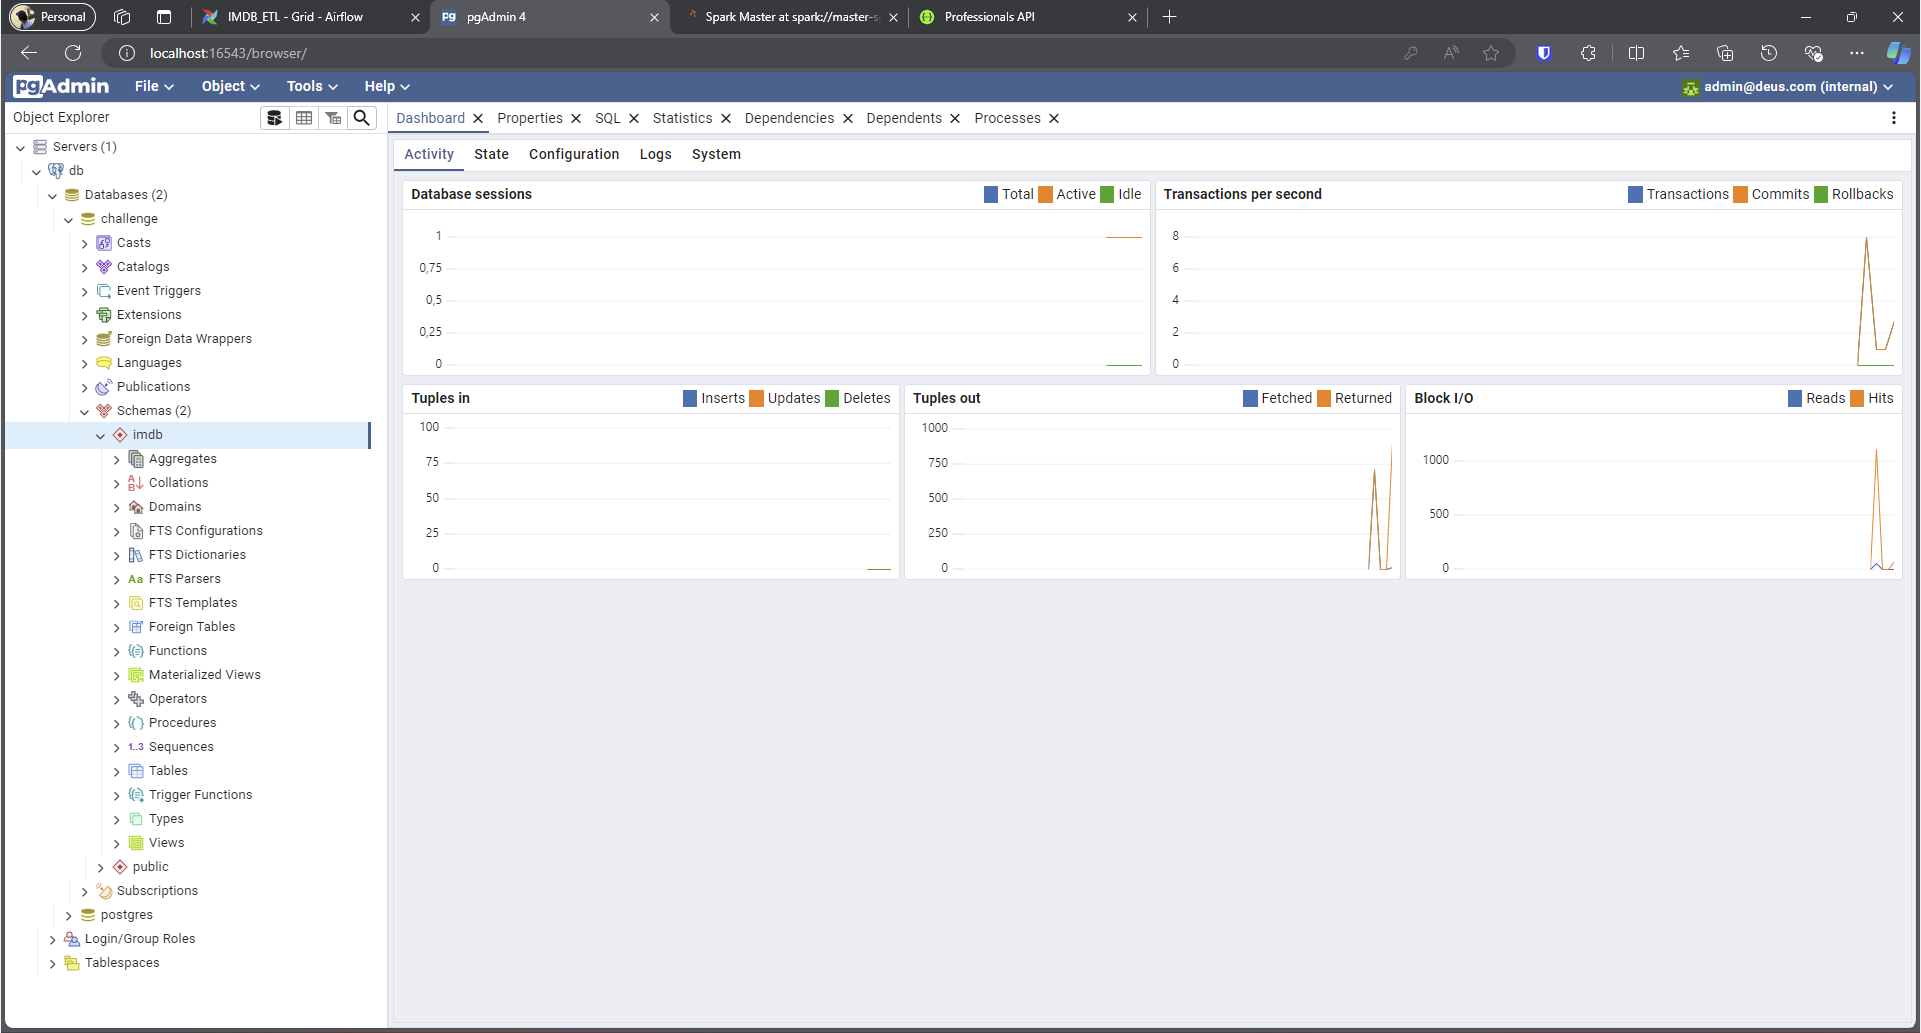 Personal
IMDB_ETL - Grid - Airflow
pgAdmin 4
Spark Master at spark://master-s
Professionals API
localhost:16543/browser/
pgAdmin File Object Tools Help admin@deus.com (internal)
Object Explorer
Dashboard Properties SQL Statistics Dependencies Dependents Processes
Activity State Configuration Logs System
Servers (1)
db
Databases (2)
challenge
Casts
Catalogs
Event Triggers
Extensions
Foreign Data Wrappers
Languages
Publications
Schemas (2)
imdb
Aggregates
Collations
Domains
FTS Configurations
FTS Dictionaries
Aa FTS Parsers
FTS Templates
Foreign Tables
Functions
Materialized Views
Operators
Procedures
1..3 Sequences
Tables
Trigger Functions
Types
Views
public
Subscriptions
postgres
Login/Group Roles
Tablespaces
Database sessions Total Active Idle
1
0,75
0,5
0,25
0
Transactions per second Transactions Commits Rollbacks
8
6
4
2
0
Tuples in Inserts Updates Deletes
100
75
50
25
0
Tuples out Fetched Returned
1000
750
500
250
0
Block I/O Reads Hits
1000
500
0